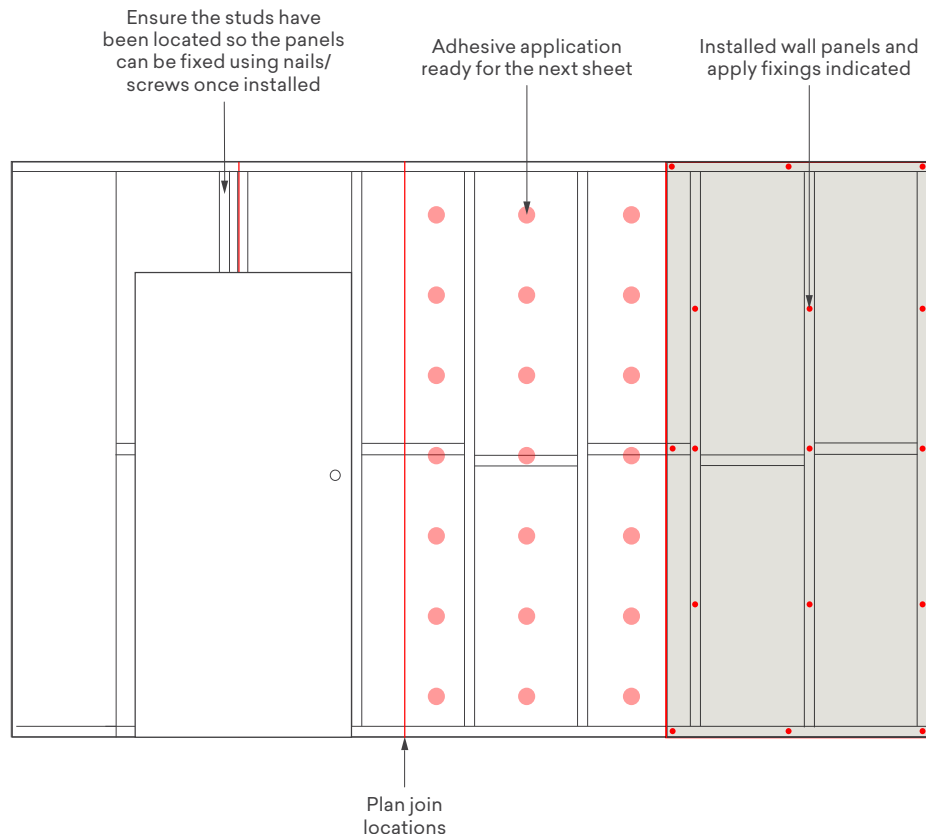 Ensure the studs have
been located so the panels
can be fixed using nails/
screws once installed
Adhesive application
ready for the next sheet
Installed wall panels and
apply fixings indicated
Plan join
locations